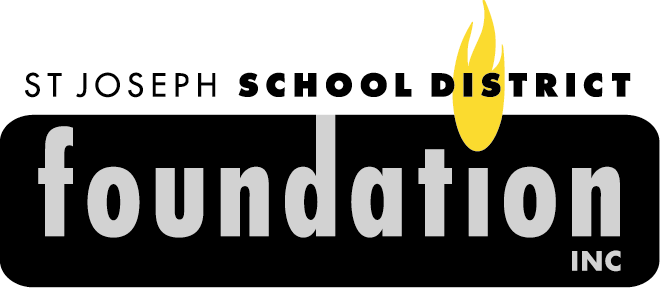 ST JOSEPH SCHOOL DISTRICT
foundation
INC